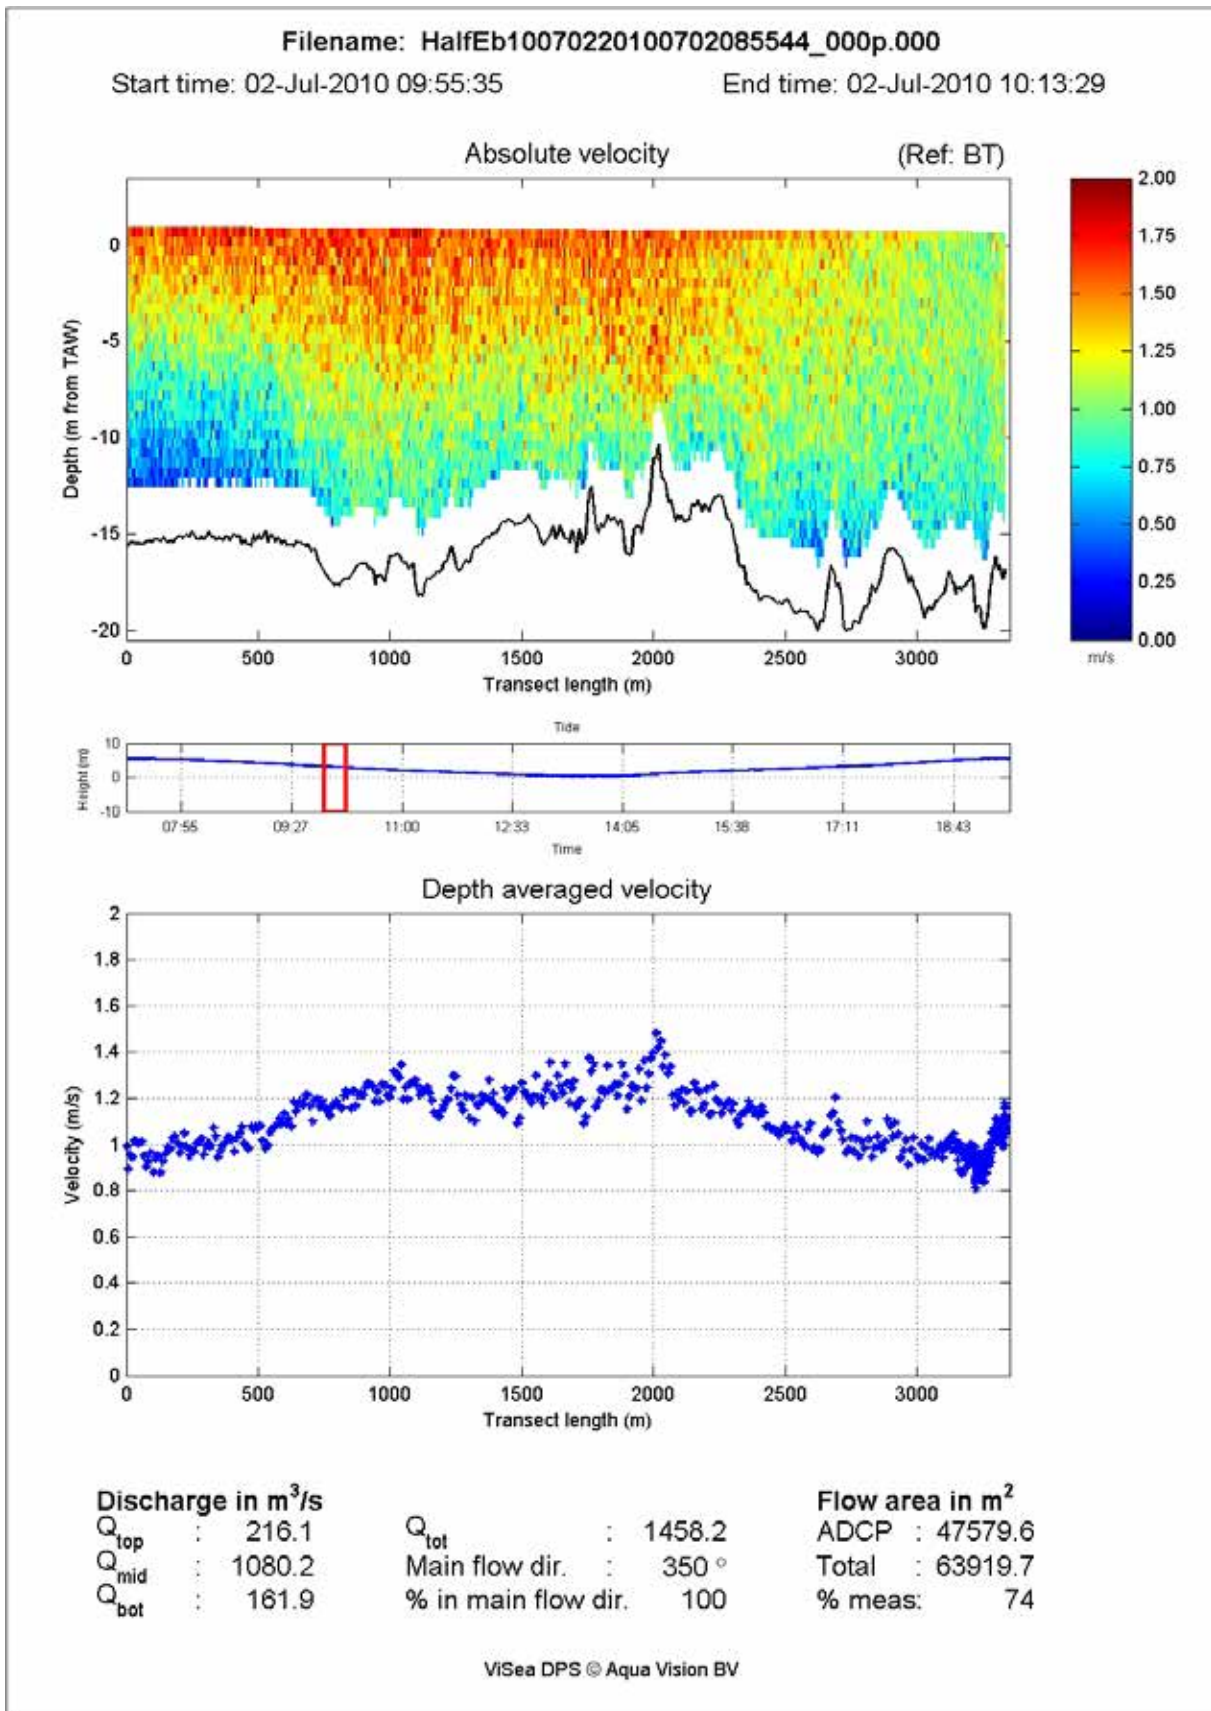 Filename: HalfEb10070220100702085544_000p.000
Start time: 02-Jul-2010 09:55:35 End time: 02-Jul-2010 10:13:29
Absolute velocity (Ref: BT)
2.00
1.75
1.50
1.25
1.00
0.75
0.50
0.25
0.00
m/s
Depth (m from TAW)
0
-5
-10
-15
-20
0 500 1000 1500 2000 2500 3000
Transect length (m)
Tide
Height (m)
10
0
-10
07:55 09:27 11:00 12:33 14:05 15:38 17:11 18:43
Time
Depth averaged velocity
Velocity (m/s)
2
1.8
1.6
1.4
1.2
1
0.8
0.6
0.4
0.2
0
0 500 1000 1500 2000 2500 3000
Transect length (m)
Discharge in m³/s Flow area in m²
Qtop : 216.1 Qtot : 1458.2 ADCP : 47579.6
Qmid : 1080.2 Main flow dir. : 350 ° Total : 63919.7
Qbot : 161.9 % in main flow dir. 100 % meas: 74
ViSea DPS © Aqua Vision BV